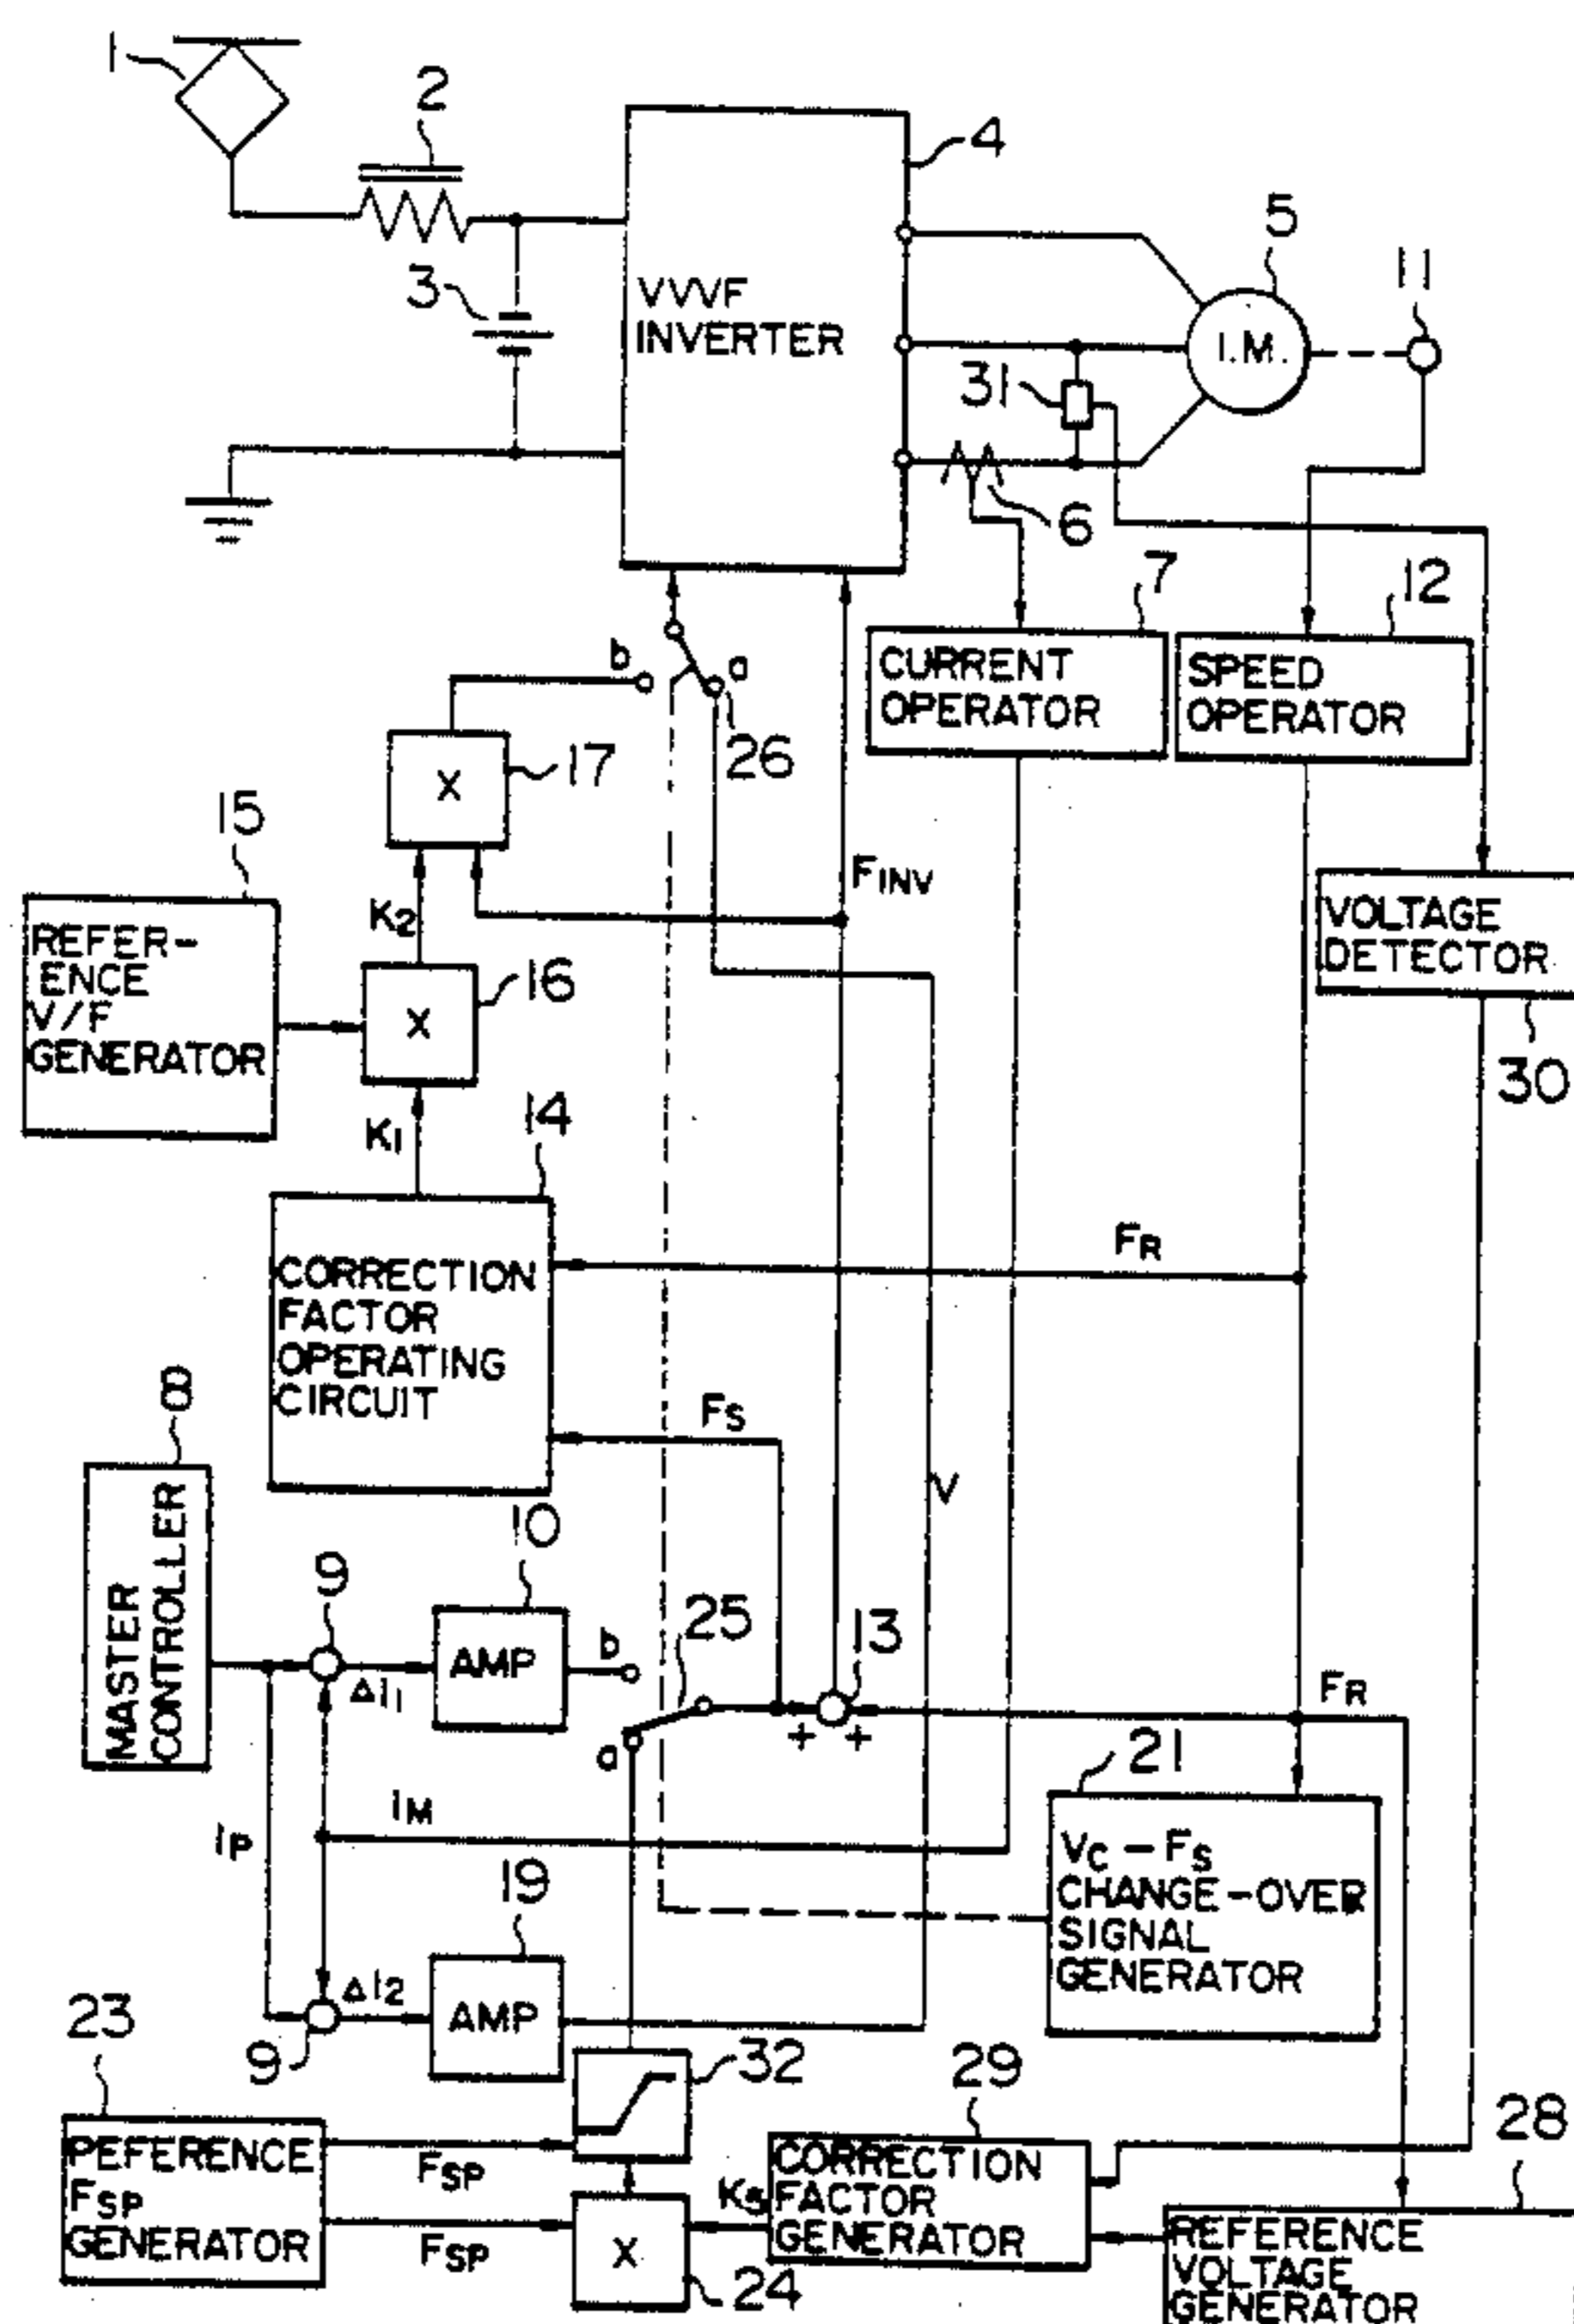 1
2
4
5
11
3
VVVF
INVERTER
I.M.
31
6
7
12
b
a
CURRENT
OPERATOR
SPEED
OPERATOR
26
17
X
15
FINV
K2
REFER-
ENCE
V/F
GENERATOR
16
X
VOLTAGE
DETECTOR
30
K1
14
FR
CORRECTION
FACTOR
OPERATING
CIRCUIT
8
FS
V
MASTER
CONTROLLER
9
10
AMP
b
25
13
FR
Δi1
a
+
+
21
iP
iM
VC-FS
CHANGE-OVER
SIGNAL
GENERATOR
19
Δi2
AMP
23
9
32
29
28
PEFERENCE
FSP
GENERATOR
FSP
FSP
X
24
CORRECTION
FACTOR
GENERATOR
REFERENCE
VOLTAGE
GENERATOR